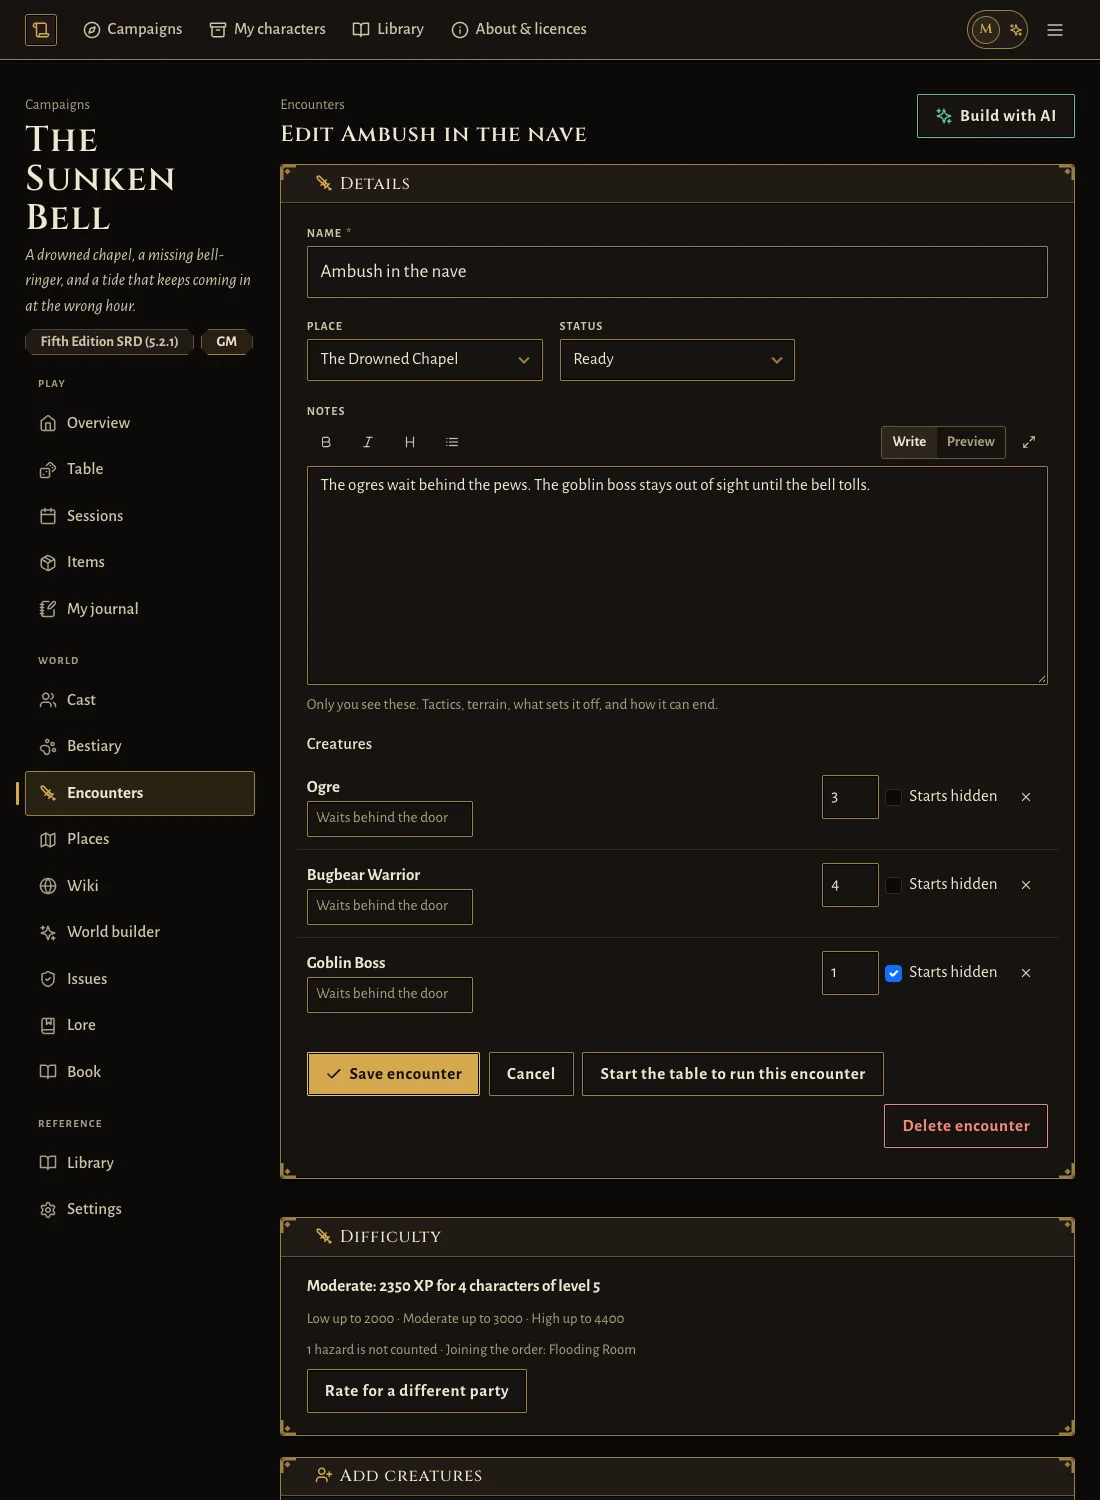 Campaigns
My characters
Library
About & licences
M
Campaigns
The Sunken Bell
A drowned chapel, a missing bell-
ringer, and a tide that keeps coming in
at the wrong hour.
Fifth Edition SRD (5.2.1)
GM
PLAY
Overview
Table
Sessions
Items
My journal
WORLD
Cast
Bestiary
Encounters
Places
Wiki
World builder
Issues
Lore
Book
REFERENCE
Library
Settings
Encounters
Edit Ambush in the nave
Build with AI
Details
NAME *
Ambush in the nave
PLACE
The Drowned Chapel
STATUS
Ready
NOTES
B I H
Write
Preview
The ogres wait behind the pews. The goblin boss stays out of sight until the bell tolls.
Only you see these. Tactics, terrain, what sets it off, and how it can end.
Creatures
Ogre
Waits behind the door
3
Starts hidden
Bugbear Warrior
Waits behind the door
4
Starts hidden
Goblin Boss
Waits behind the door
1
Starts hidden
Save encounter
Cancel
Start the table to run this encounter
Delete encounter
Difficulty
Moderate: 2350 XP for 4 characters of level 5
Low up to 2000 · Moderate up to 3000 · High up to 4400
1 hazard is not counted · Joining the order: Flooding Room
Rate for a different party
Add creatures